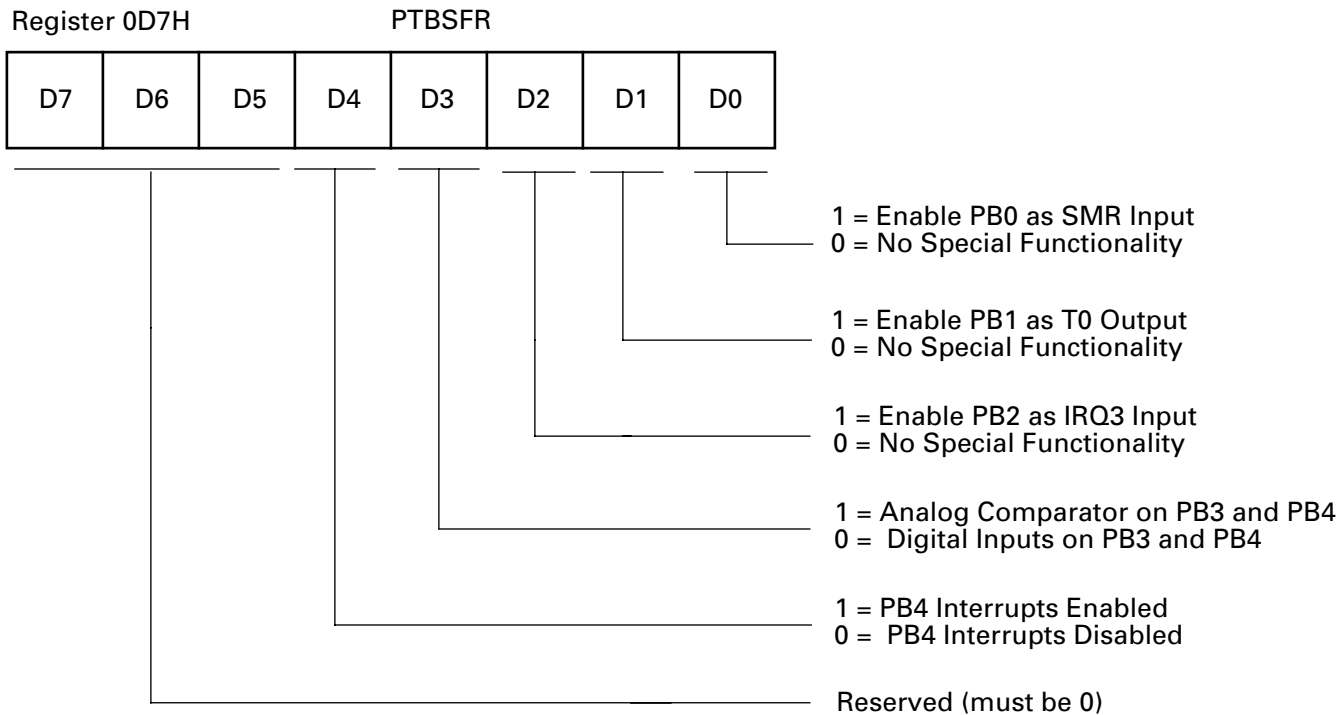 Register 0D7H PTBSFR
D7 D6 D5 D4 D3 D2 D1 D0
1 = Enable PB0 as SMR Input
0 = No Special Functionality
1 = Enable PB1 as T0 Output
0 = No Special Functionality
1 = Enable PB2 as IRQ3 Input
0 = No Special Functionality
1 = Analog Comparator on PB3 and PB4
0 = Digital Inputs on PB3 and PB4
1 = PB4 Interrupts Enabled
0 = PB4 Interrupts Disabled
Reserved (must be 0)